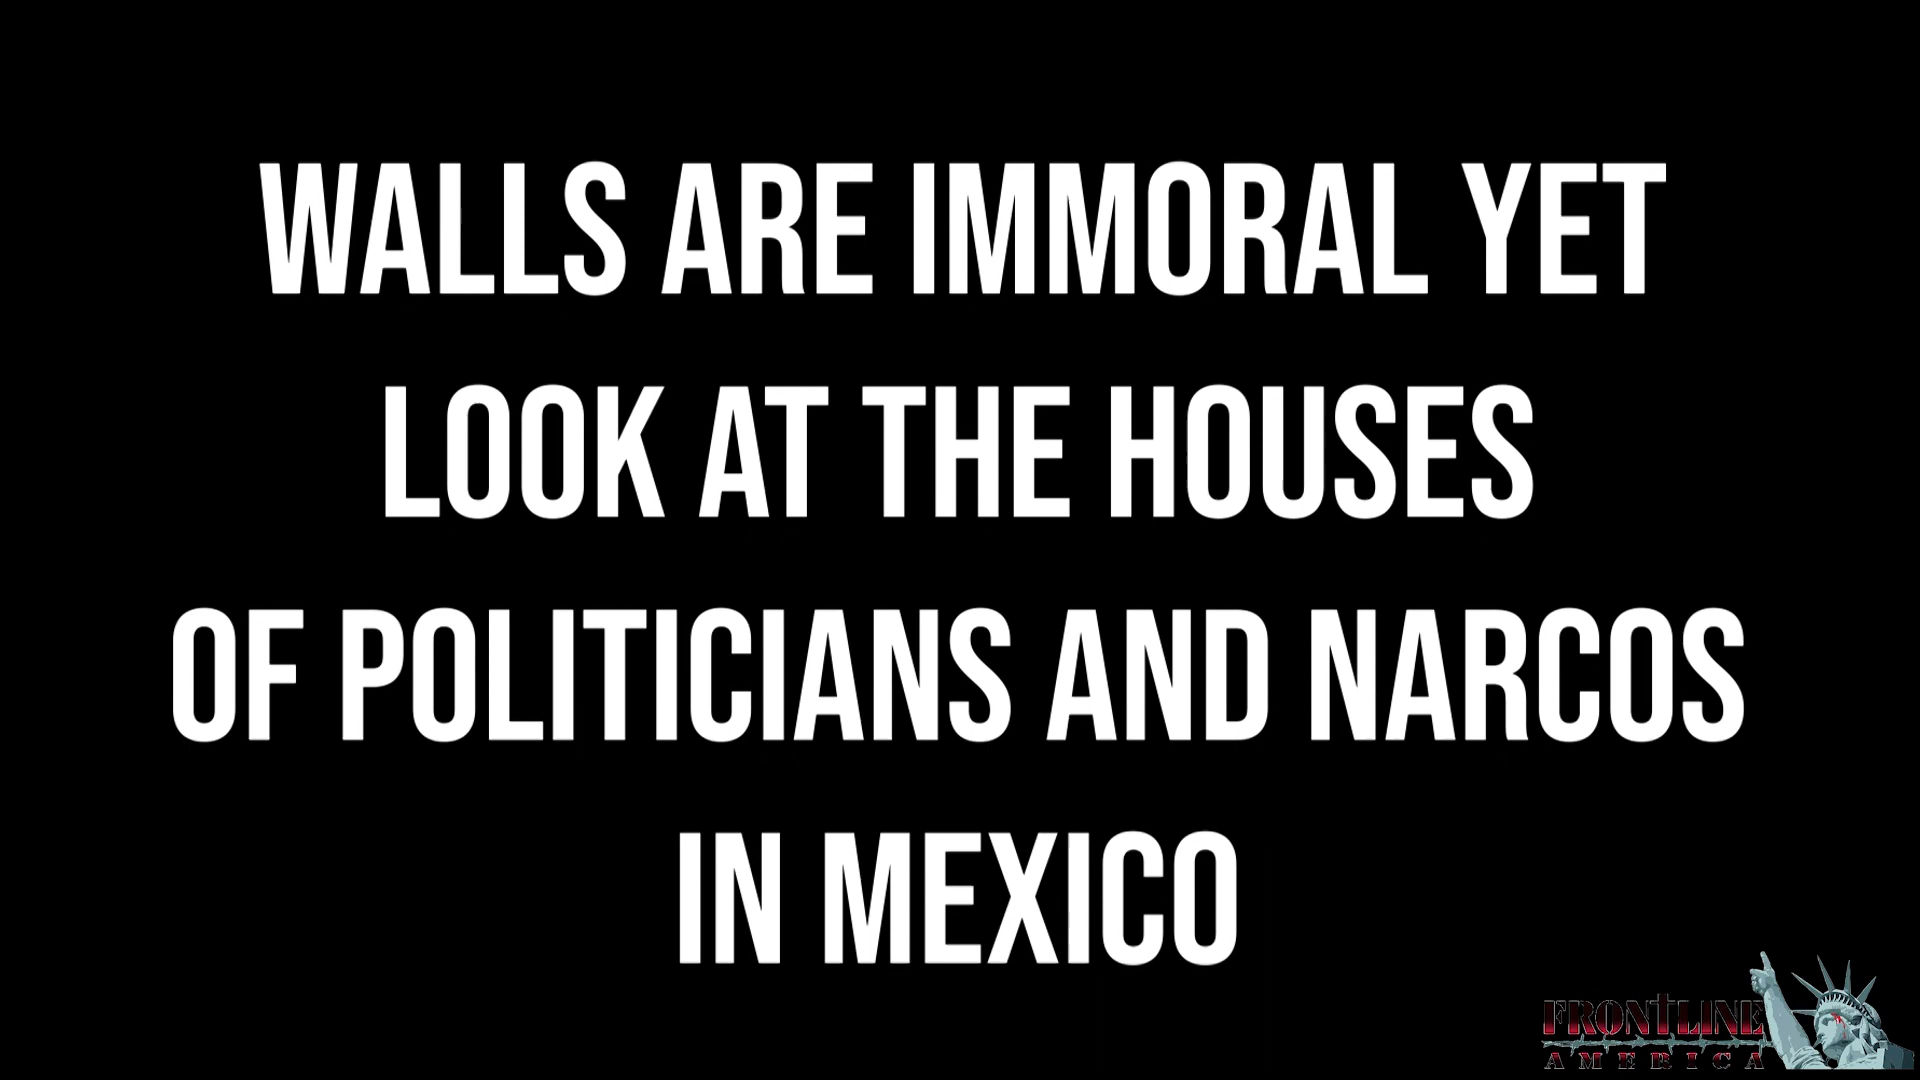 WALLS ARE IMMORAL YET
LOOK AT THE HOUSES
OF POLITICIANS AND NARCOS
IN MEXICO
FRONTLINE
AMERICA